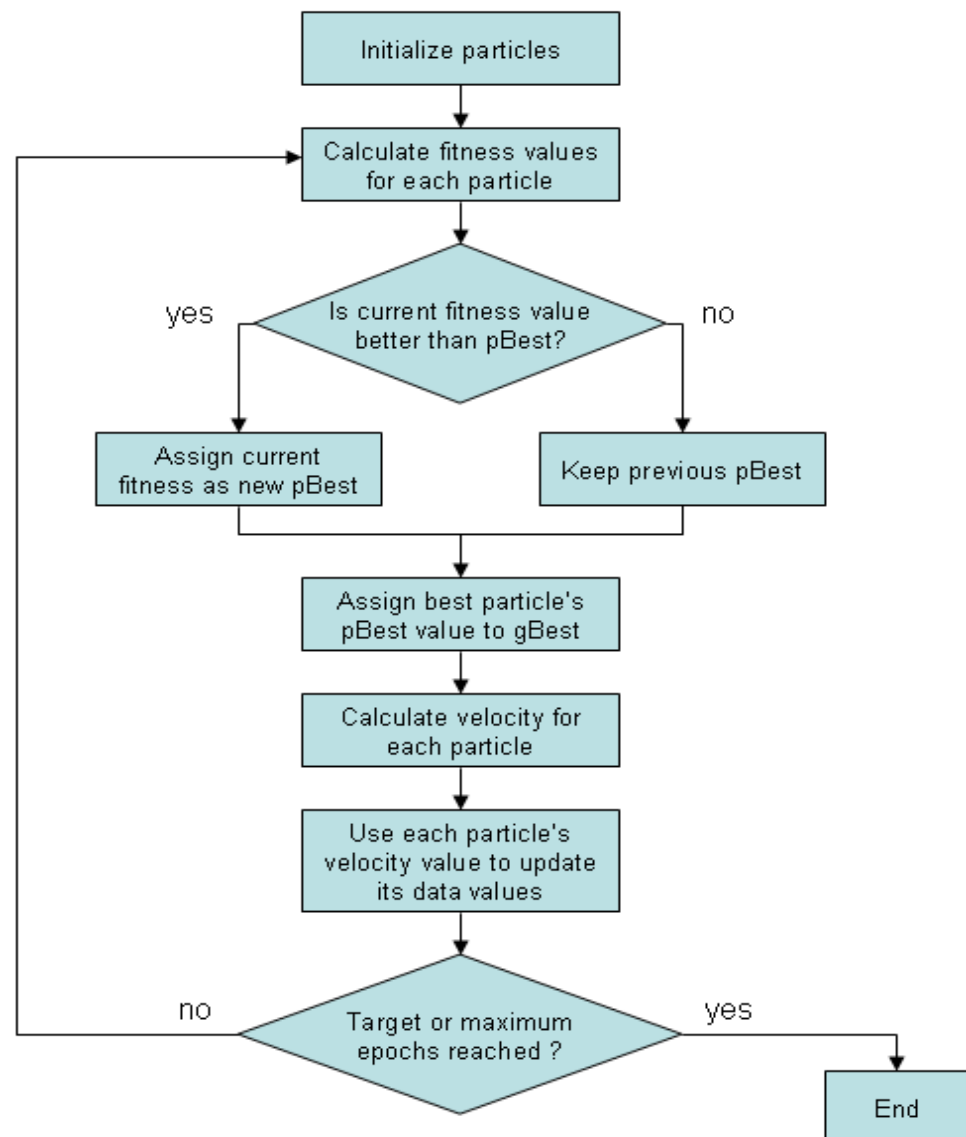 Initialize particles
Calculate fitness values
for each particle
yes
Is current fitness value
better than pBest?
no
Assign current
fitness as new pBest
Keep previous pBest
Assign best particle's
pBest value to gBest
Calculate velocity for
each particle
Use each particle's
velocity value to update
its data values
no
Target or maximum
epochs reached ?
yes
End